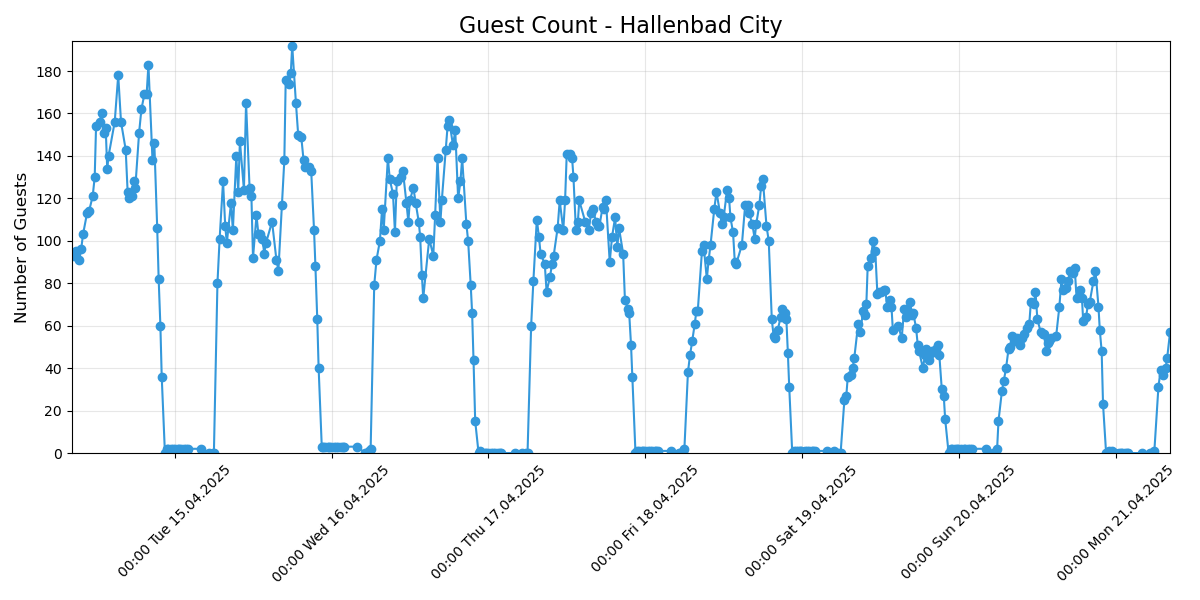 Guest Count - Hallenbad City
Number of Guests
180
160
140
120
100
80
60
40
20
0
00:00 Tue 15.04.2025
00:00 Wed 16.04.2025
00:00 Thu 17.04.2025
00:00 Fri 18.04.2025
00:00 Sat 19.04.2025
00:00 Sun 20.04.2025
00:00 Mon 21.04.2025